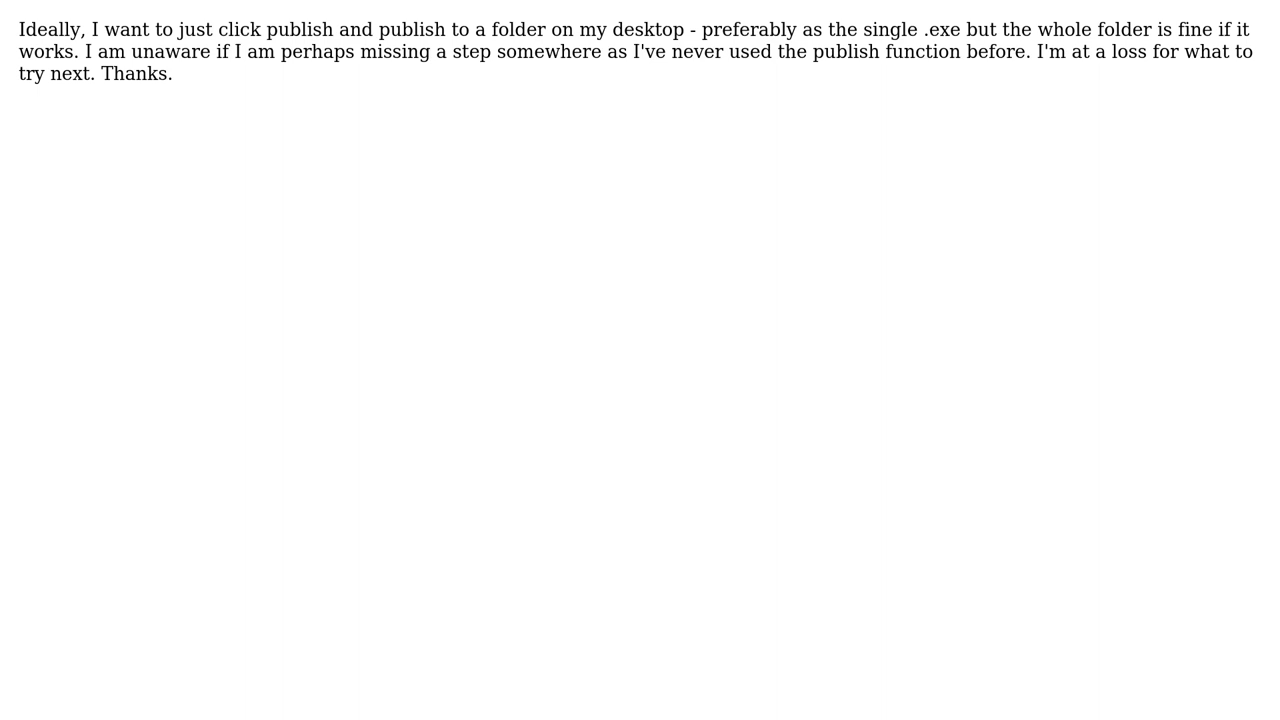 Ideally, I want to just click publish and publish to a folder on my desktop - preferably as the single .exe but the whole folder is fine if it
works. I am unaware if I am perhaps missing a step somewhere as I've never used the publish function before. I'm at a loss for what to
try next. Thanks.